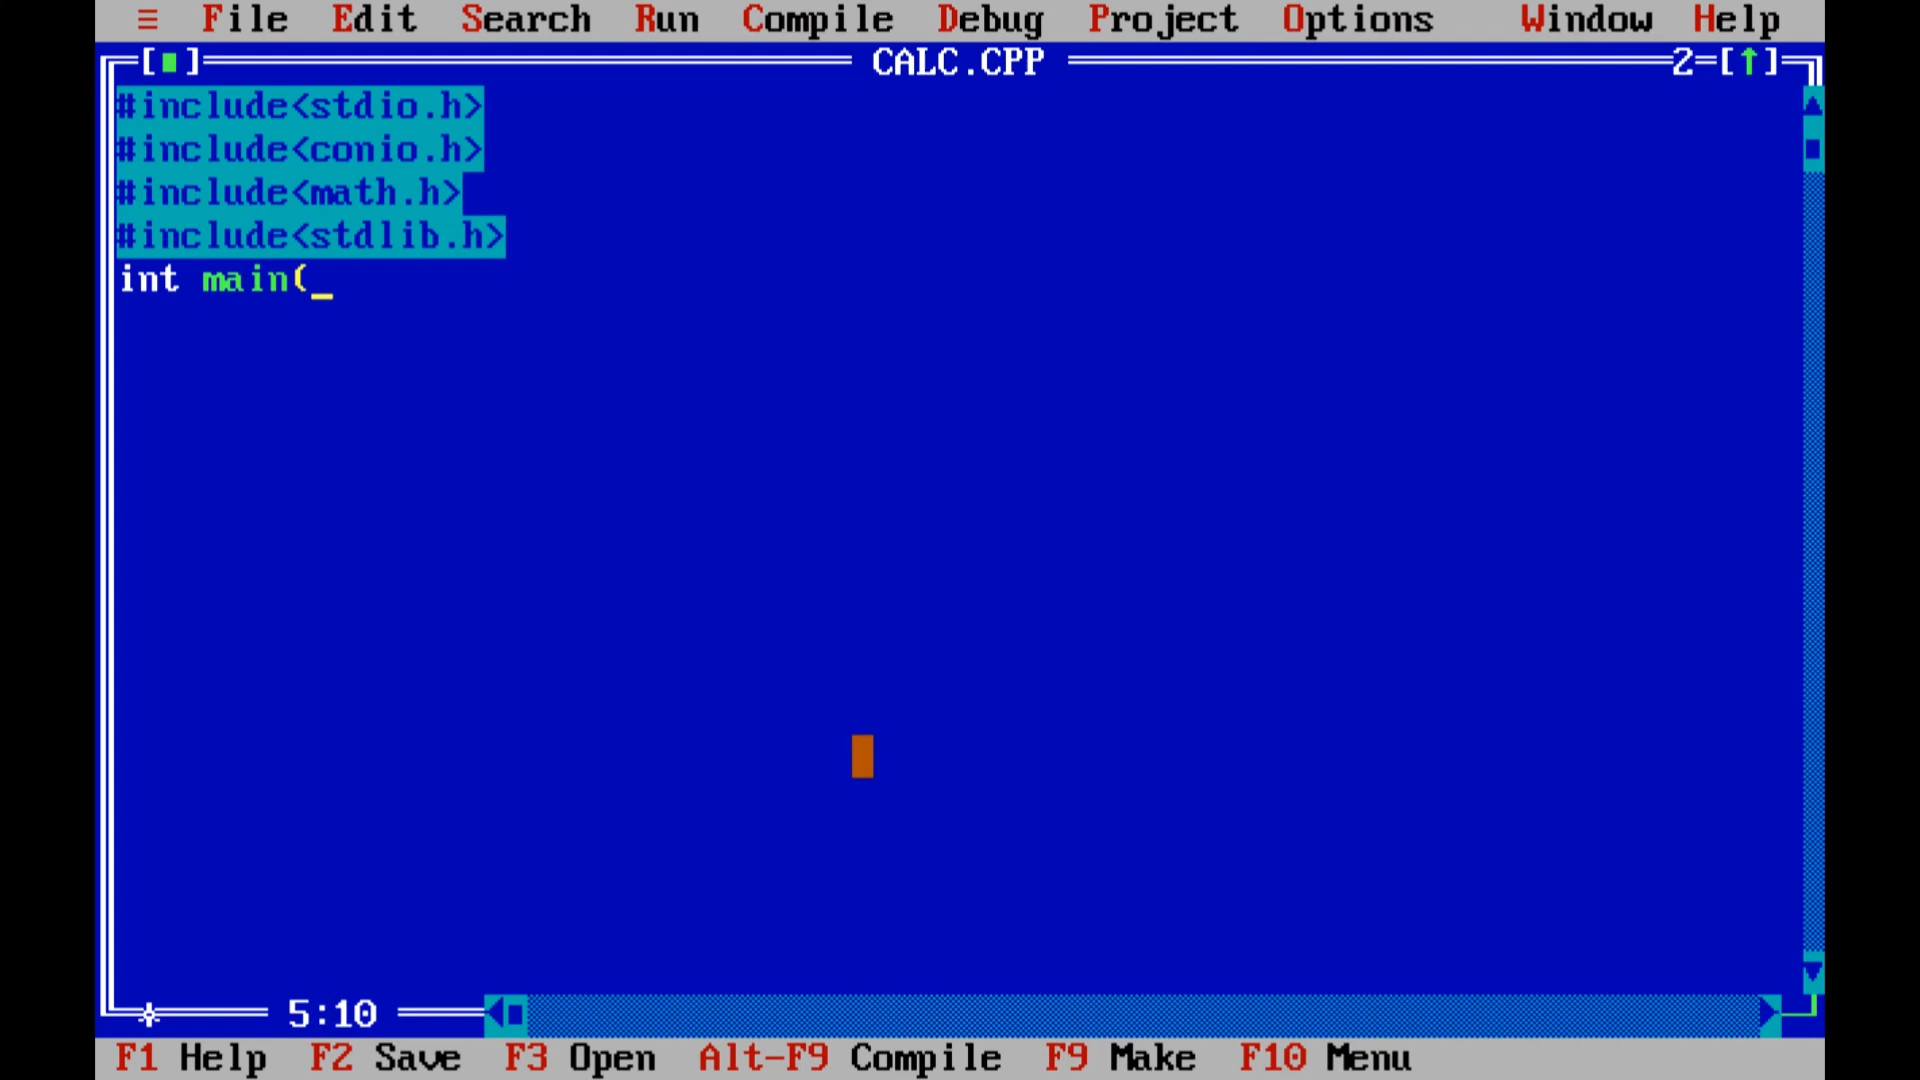 ≡ File Edit Search Run Compile Debug Project Options Window Help
[■] CALC.CPP 2=[↑]
#include<stdio.h>
#include<conio.h>
#include<math.h>
#include<stdlib.h>
int main(_
* 5:10
F1 Help F2 Save F3 Open Alt-F9 Compile F9 Make F10 Menu